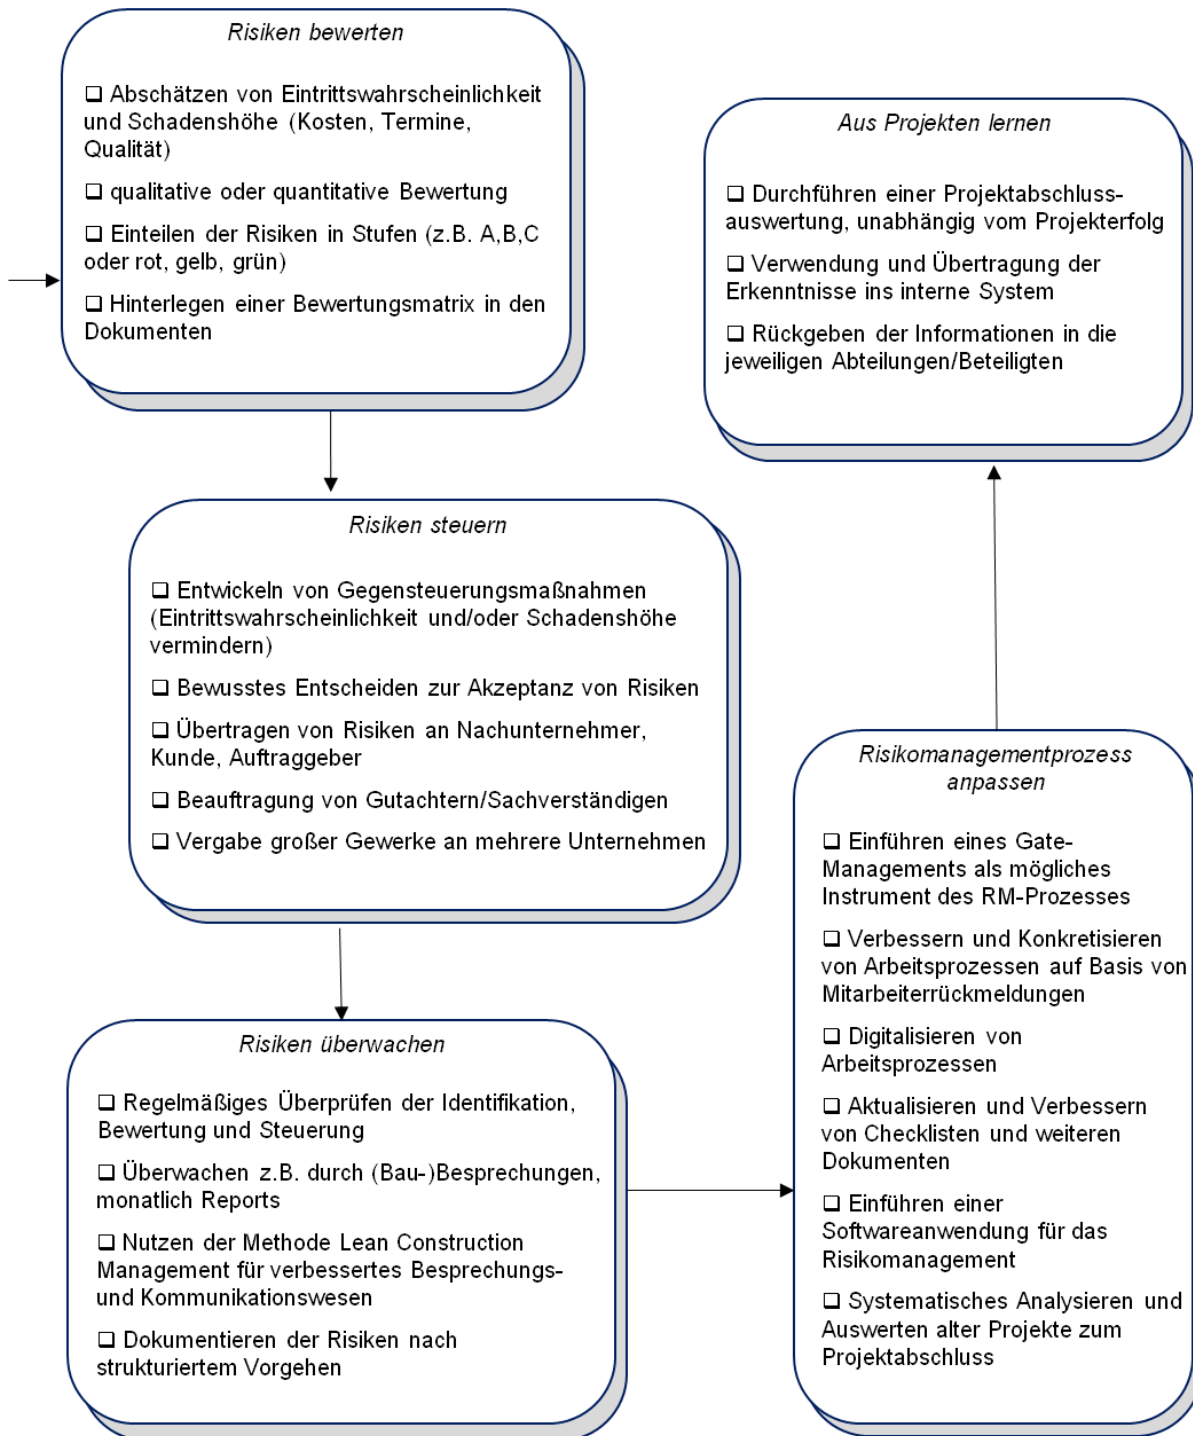 Risiken bewerten
❑ Abschätzen von Eintrittswahrscheinlichkeit
und Schadenshöhe (Kosten, Termine,
Qualität)
❑ qualitative oder quantitative Bewertung
❑ Einteilen der Risiken in Stufen (z.B. A,B,C
oder rot, gelb, grün)
❑ Hinterlegen einer Bewertungsmatrix in den
Dokumenten
Risiken steuern
❑ Entwickeln von Gegensteuerungsmaßnahmen
(Eintrittswahrscheinlichkeit und/oder Schadenshöhe
vermindern)
❑ Bewusstes Entscheiden zur Akzeptanz von Risiken
❑ Übertragen von Risiken an Nachunternehmer,
Kunde, Auftraggeber
❑ Beauftragung von Gutachtern/Sachverständigen
❑ Vergabe großer Gewerke an mehrere Unternehmen
Risiken überwachen
❑ Regelmäßiges Überprüfen der Identifikation,
Bewertung und Steuerung
❑ Überwachen z.B. durch (Bau-)Besprechungen,
monatlich Reports
❑ Nutzen der Methode Lean Construction
Management für verbessertes Besprechungs-
und Kommunikationswesen
❑ Dokumentieren der Risiken nach
strukturiertem Vorgehen
Risikomanagementprozess
anpassen
❑ Einführen eines Gate-
Managements als mögliches
Instrument des RM-Prozesses
❑ Verbessern und Konkretisieren
von Arbeitsprozessen auf Basis von
Mitarbeiterrückmeldungen
❑ Digitalisieren von
Arbeitsprozessen
❑ Aktualisieren und Verbessern
von Checklisten und weiteren
Dokumenten
❑ Einführen einer
Softwareanwendung für das
Risikomanagement
❑ Systematisches Analysieren und
Auswerten alter Projekte zum
Projektabschluss
Aus Projekten lernen
❑ Durchführen einer Projektabschluss-
auswertung, unabhängig vom Projekterfolg
❑ Verwendung und Übertragung der
Erkenntnisse ins interne System
❑ Rückgeben der Informationen in die
jeweiligen Abteilungen/Beteiligten